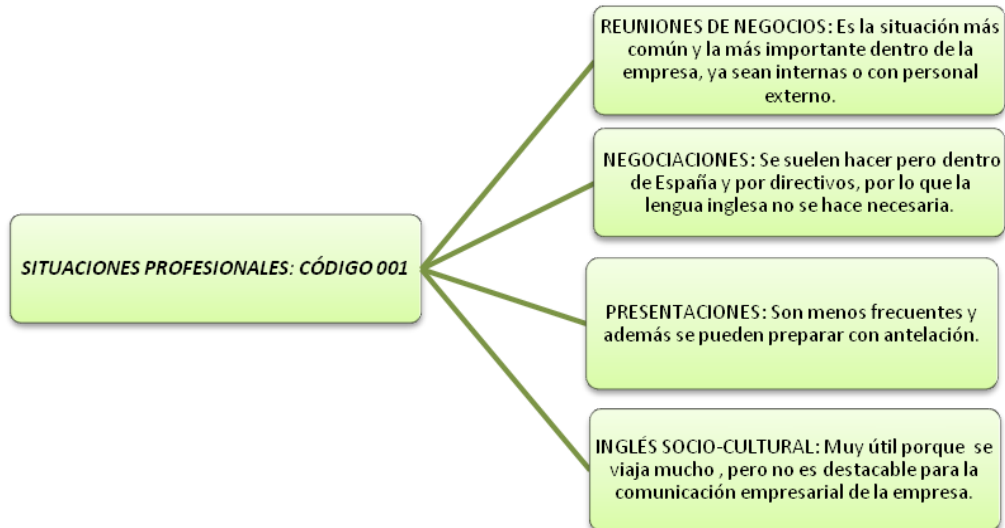 SITUACIONES PROFESIONALES: CÓDIGO 001
REUNIONES DE NEGOCIOS: Es la situación más
común y la más importante dentro de la
empresa, ya sean internas o con personal
externo.
NEGOCIACIONES: Se suelen hacer pero dentro
de España y por directivos, por lo que la
lengua inglesa no se hace necesaria.
PRESENTACIONES: Son menos frecuentes y
además se pueden preparar con antelación.
INGLÉS SOCIO-CULTURAL: Muy útil porque se
viaja mucho , pero no es destacable para la
comunicación empresarial de la empresa.